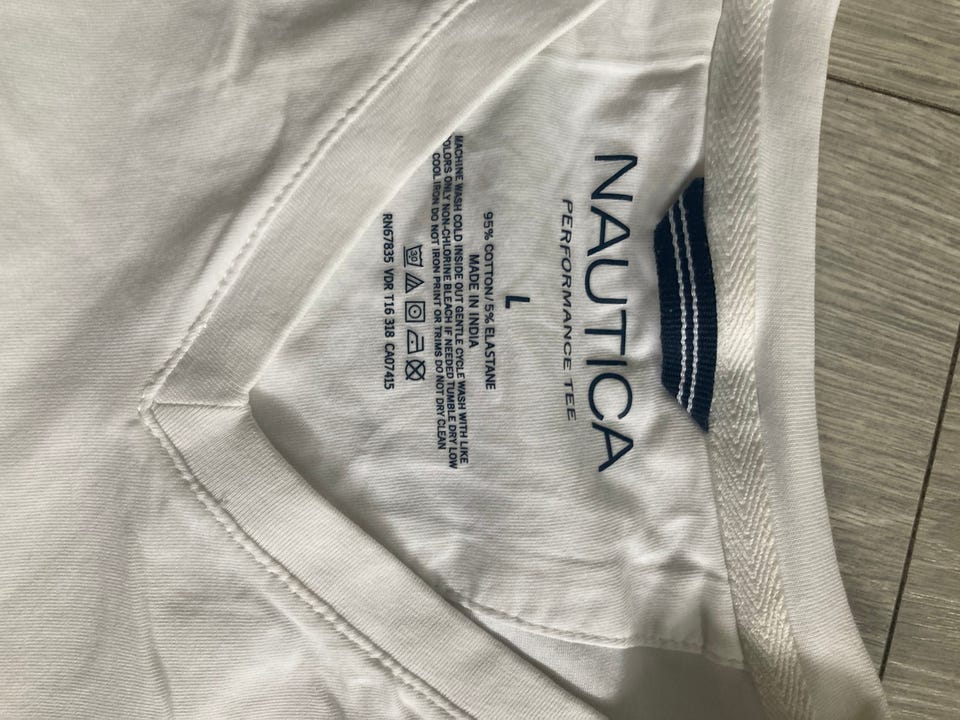 NAUTICA
PERFORMANCE TEE
L
95% COTTON/5% ELASTANE
MADE IN INDIA
MACHINE WASH COLD INSIDE OUT GENTLE CYCLE WASH WITH LIKE
OLORS ONLY NON-CHLORINE BLEACH IF NEEDED TUMBLE DRY LOW
COOL IRON DO NOT IRON PRINT OR TRIMS DO NOT DRY CLEAN
30
RN67835 VDR T16 318 CA07415